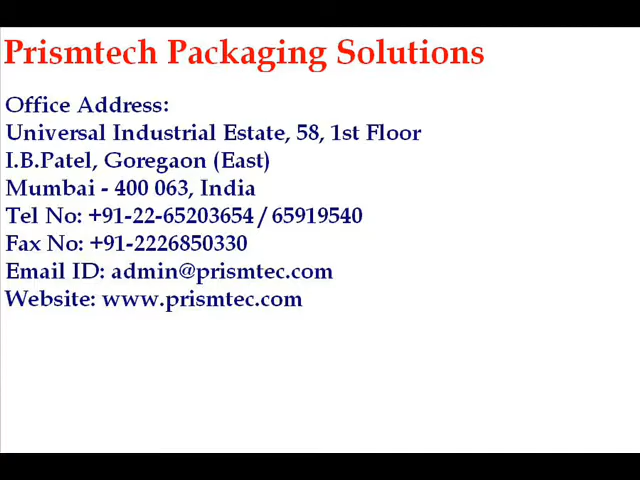 Prismtech Packaging Solutions
Office Address:
Universal Industrial Estate, 58, 1st Floor
I.B.Patel, Goregaon (East)
Mumbai - 400 063, India
Tel No: +91-22-65203654 / 65919540
Fax No: +91-2226850330
Email ID: admin@prismtec.com
Website: www.prismtec.com